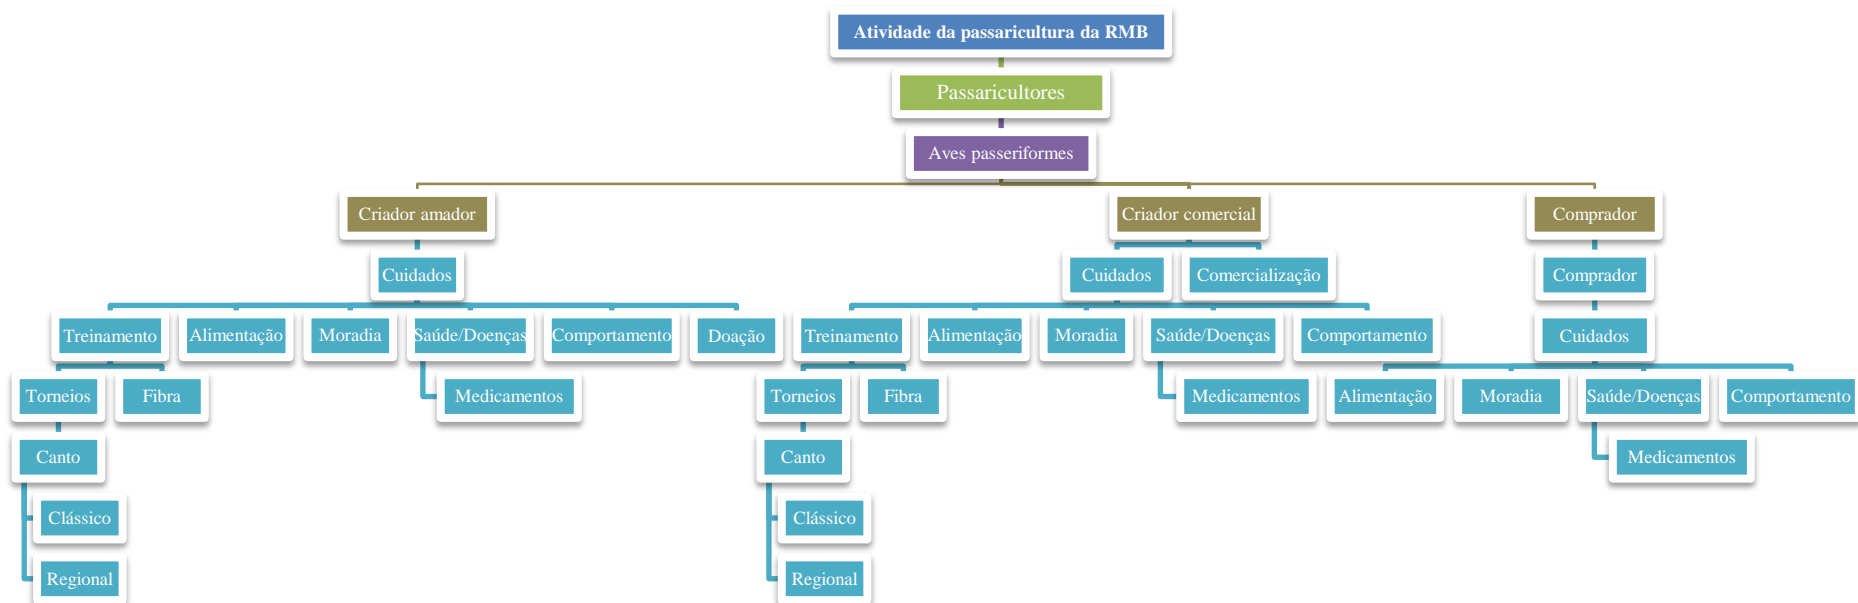 Atividade da passaricultura da RMB
Passaricultores
Aves passeriformes
Criador amador
Criador comercial
Comprador
Cuidados
Cuidados
Comercialização
Comprador
Treinamento
Alimentação
Moradia
Saúde/Doenças
Comportamento
Doação
Treinamento
Alimentação
Moradia
Saúde/Doenças
Comportamento
Cuidados
Torneios
Fibra
Medicamentos
Torneios
Fibra
Medicamentos
Alimentação
Moradia
Saúde/Doenças
Comportamento
Canto
Canto
Medicamentos
Clássico
Clássico
Regional
Regional